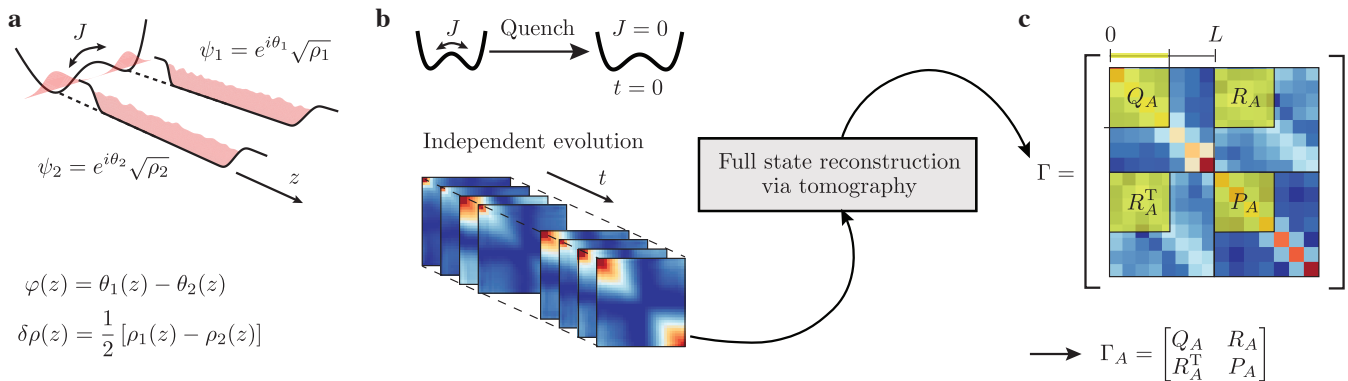 a
J
ψ₁ = e^{iθ₁}√ρ₁
ψ₂ = e^{iθ₂}√ρ₂
z
φ(z) = θ₁(z) − θ₂(z)
δρ(z) = 1/2 [ρ₁(z) − ρ₂(z)]
b
J
Quench
J = 0
t = 0
Independent evolution
t
Full state reconstruction
via tomography
c
0
L
Γ =
Q_A
R_A
R_A^T
P_A
Γ_A = [Q_A R_A
R_A^T P_A]